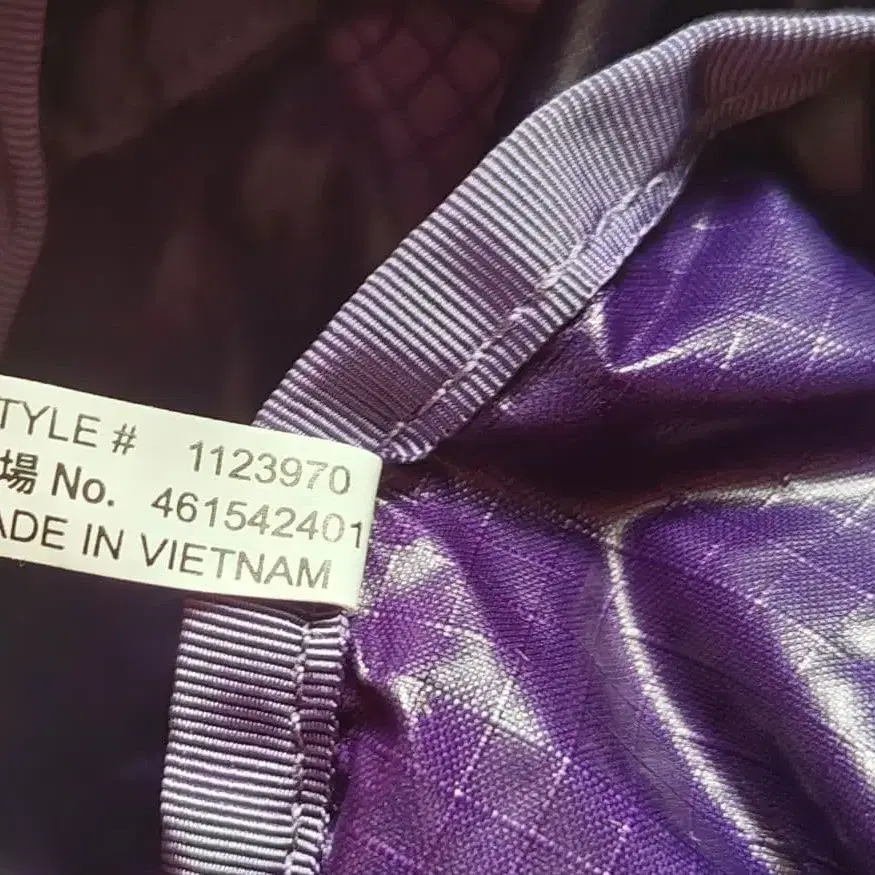 TYLE # 1123970
場 No. 461542401
ADE IN VIETNAM